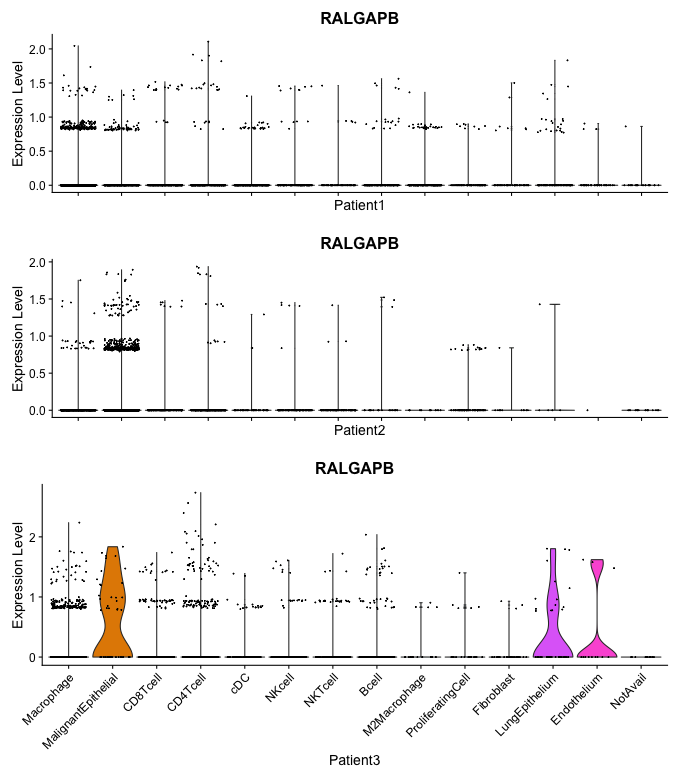 RALGAPB
Expression Level
2.0
1.5
1.0
0.5
0.0
Patient1
RALGAPB
Expression Level
2.0
1.5
1.0
0.5
0.0
Patient2
RALGAPB
Expression Level
2
1
0
Macrophage
MalignantEpithelial
CD8Tcell
CD4Tcell
cDC
NKcell
NKTcell
Bcell
M2Macrophage
ProliferatingCell
Fibroblast
LungEpithelium
Endothelium
NotAvail
Patient3